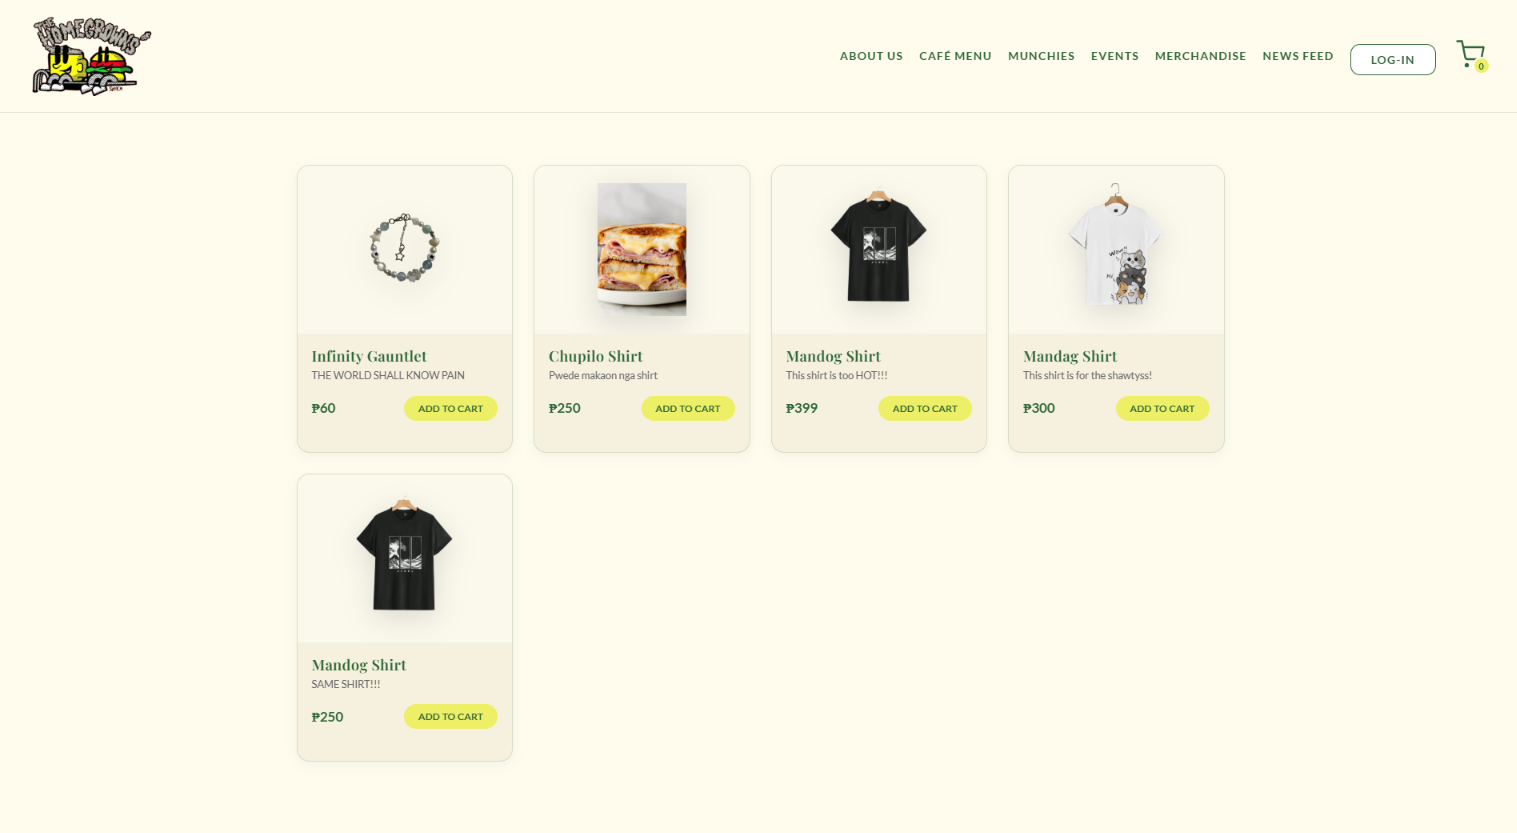 THE
HOMEGROWNS
ABOUT US
CAFÉ MENU
MUNCHIES
EVENTS
MERCHANDISE
NEWS FEED
LOG-IN
0
Infinity Gauntlet
THE WORLD SHALL KNOW PAIN
₱60
ADD TO CART
Chupilo Shirt
Pwede makaon nga shirt
₱250
ADD TO CART
Mandog Shirt
This shirt is too HOT!!!
₱399
ADD TO CART
Mandag Shirt
This shirt is for the shawtyss!
₱300
ADD TO CART
Mandog Shirt
SAME SHIRT!!!
₱250
ADD TO CART